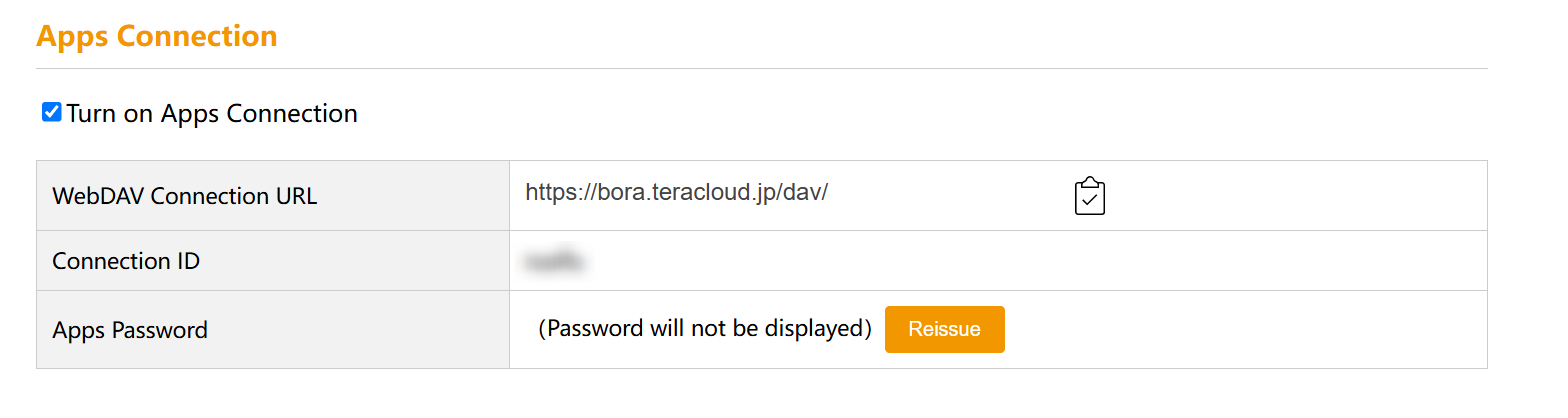 Apps Connection
Turn on Apps Connection
WebDAV Connection URL https://bora.teracloud.jp/dav/
Connection ID
Apps Password （Password will not be displayed） Reissue